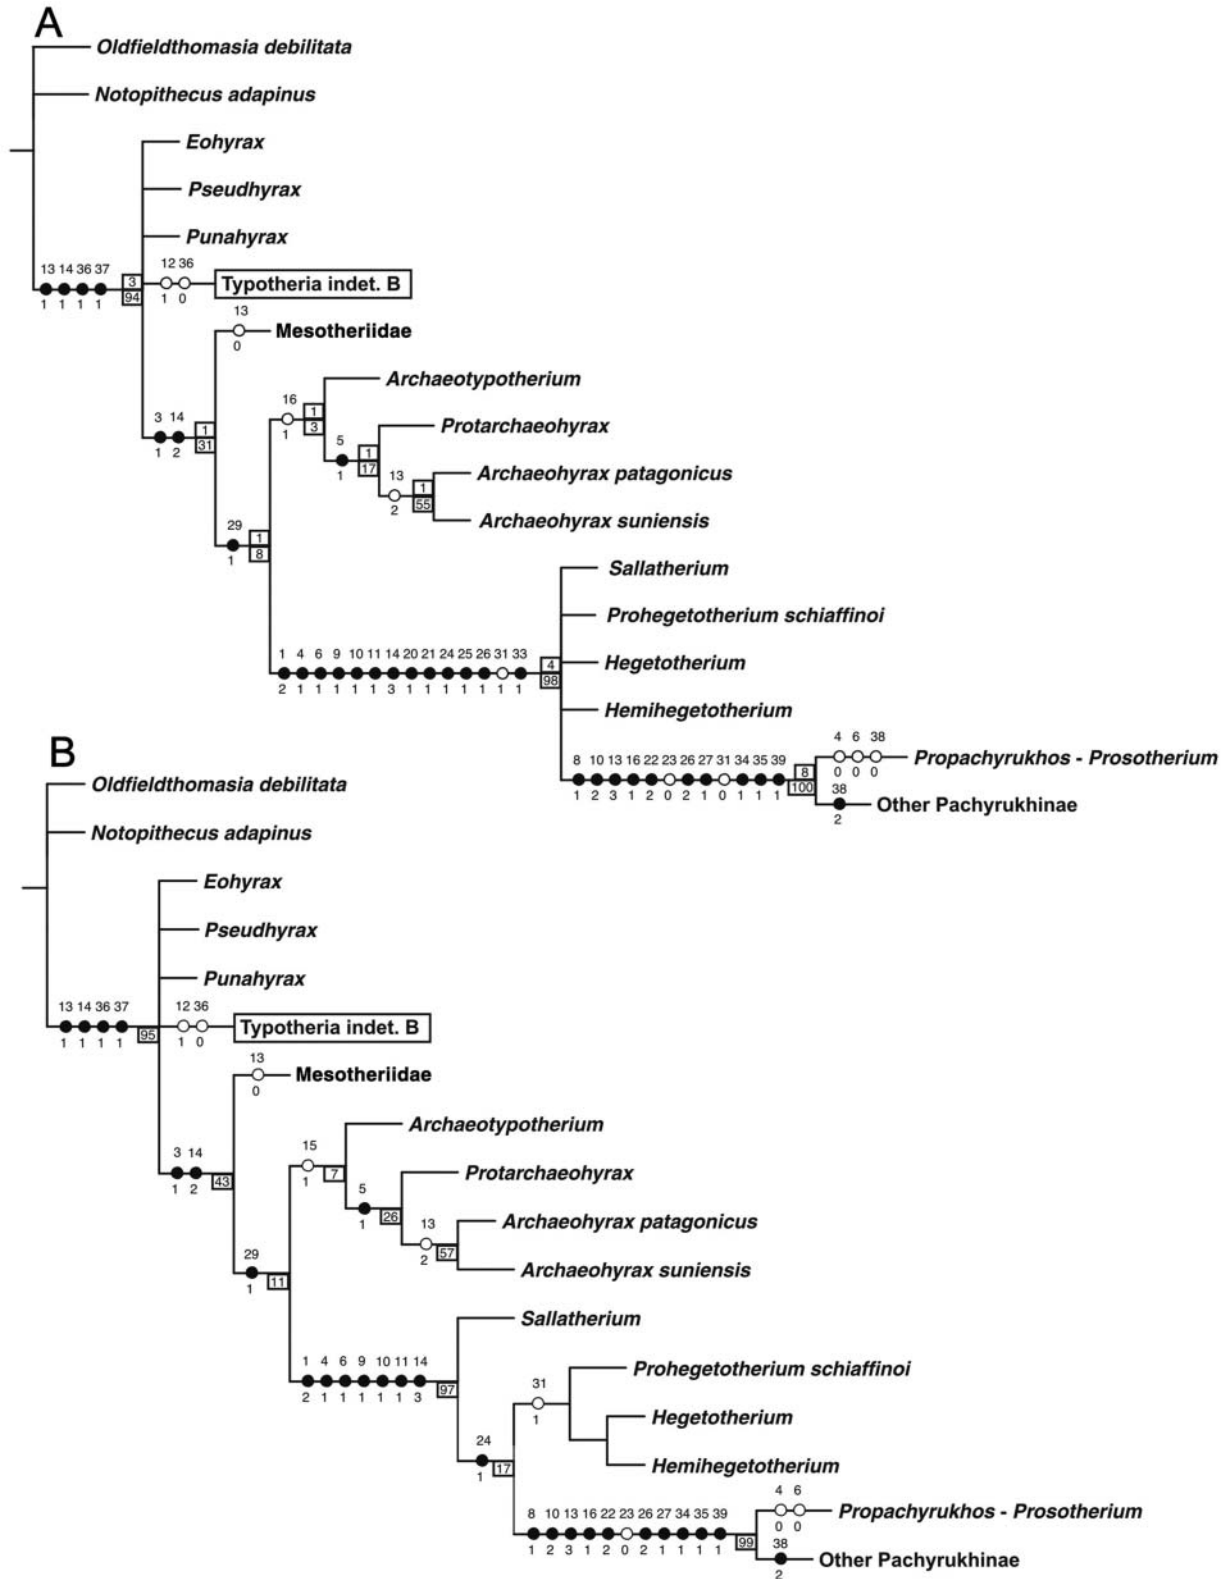 A
Oldfieldthomasia debilitata
Notopithecus adapinus
Eohyrax
Pseudhyrax
Punahyrax
12 36
13 14 36 37
3
Typotheria indet. B
1 1 1 1
94
1 0
13
Mesotheriidae
0
Archaeotypotherium
16
1
3
1
Protarchaeohyrax
3 14
1
5
1
1 2
31
1
17
Archaeohyrax patagonicus
13
1
2
55
Archaeohyrax suniensis
29
1
1
8
Sallatherium
Prohegetotherium schiaffinoi
1 4 6 9 10 11 14 20 21 24 25 26 31 33
4
Hegetotherium
2 1 1 1 1 1 3 1 1 1 1 1 1 1
98
Hemihegetotherium
4 6 38
Propachyrukhos - Prosotherium
8 10 13 16 22 23 26 27 31 34 35 39
8
0 0 0
1 2 3 1 2 0 2 1 0 1 1 1
100
38
Other Pachyrukhinae
2
B
Oldfieldthomasia debilitata
Notopithecus adapinus
Eohyrax
Pseudhyrax
Punahyrax
13 14 36 37
12 36
Typotheria indet. B
1 1 1 1
95
1 0
13
Mesotheriidae
0
Archaeotypotherium
15
3 14
1
7
Protarchaeohyrax
1 2
43
5
1
26
Archaeohyrax patagonicus
13
2
57
29
Archaeohyrax suniensis
1
11
Sallatherium
1 4 6 9 10 11 14
Prohegetotherium schiaffinoi
2 1 1 1 1 1 3
97
31
1
Hegetotherium
24
1
17
Hemihegetotherium
4 6
8 10 13 16 22 23 26 27 34 35 39
Propachyrukhos - Prosotherium
0 0
1 2 3 1 2 0 2 1 1 1 1
99
38
Other Pachyrukhinae
2